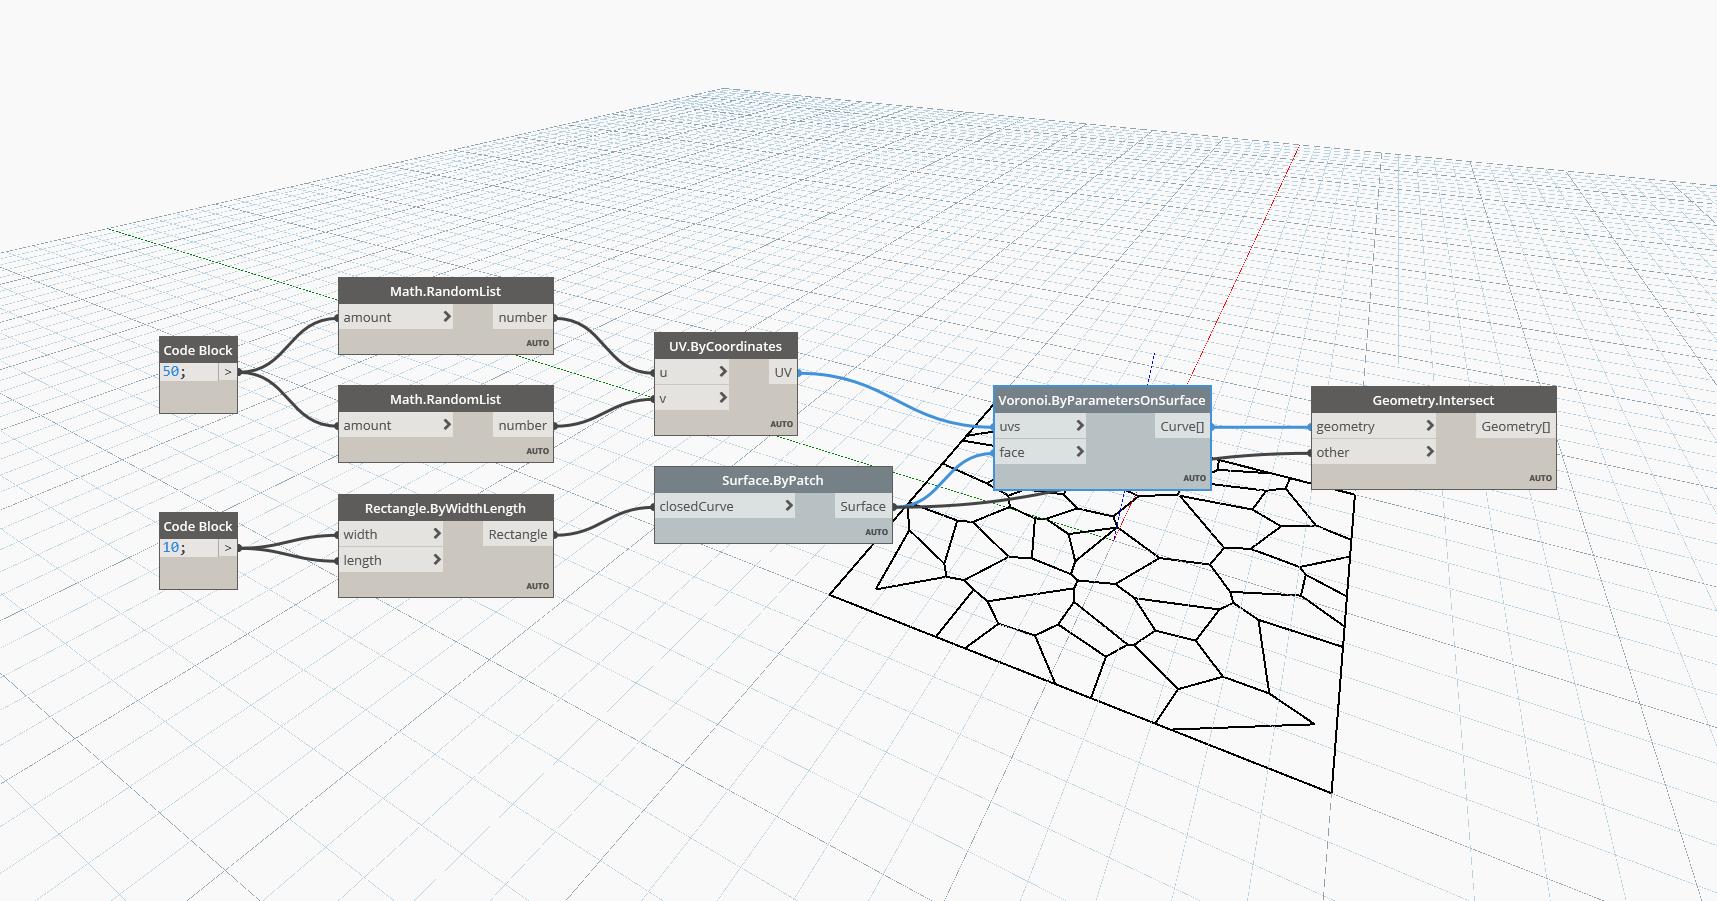 Code Block
50;
>
Math.RandomList
amount > number
AUTO
Math.RandomList
amount > number
AUTO
UV.ByCoordinates
u > UV
v >
AUTO
Code Block
10;
>
Rectangle.ByWidthLength
width > Rectangle
length >
AUTO
Surface.ByPatch
closedCurve > Surface
AUTO
Voronoi.ByParametersOnSurface
uvs > Curve[]
face >
AUTO
Geometry.Intersect
geometry > Geometry[]
other >
AUTO